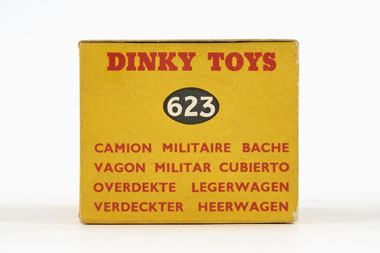 DINKY TOYS
623
CAMION MILITAIRE BACHE
VAGON MILITAR CUBIERTO
OVERDEKTE LEGERWAGEN
VERDECKTER HEERWAGEN